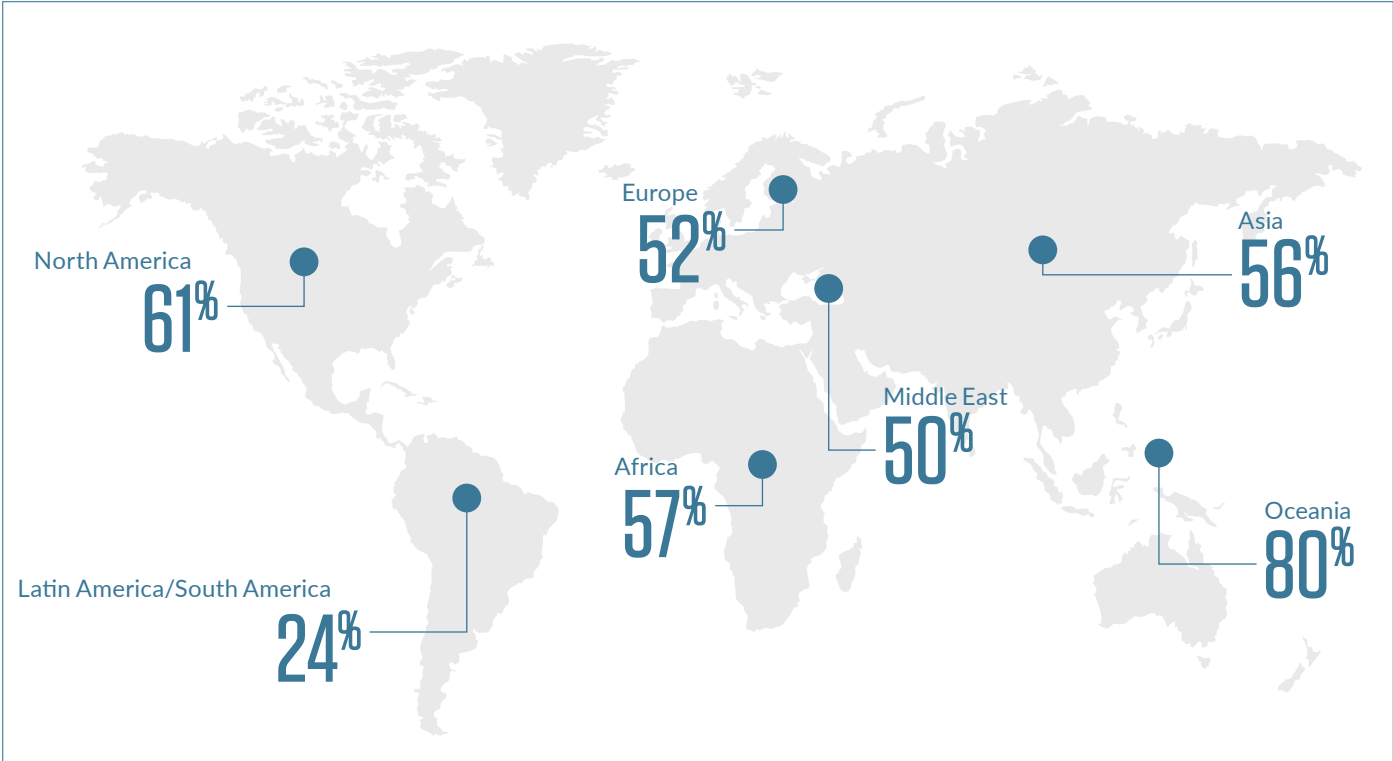 Europe
52%
Asia
56%
North America
61%
Middle East
50%
Africa
57%
Oceania
80%
Latin America/South America
24%